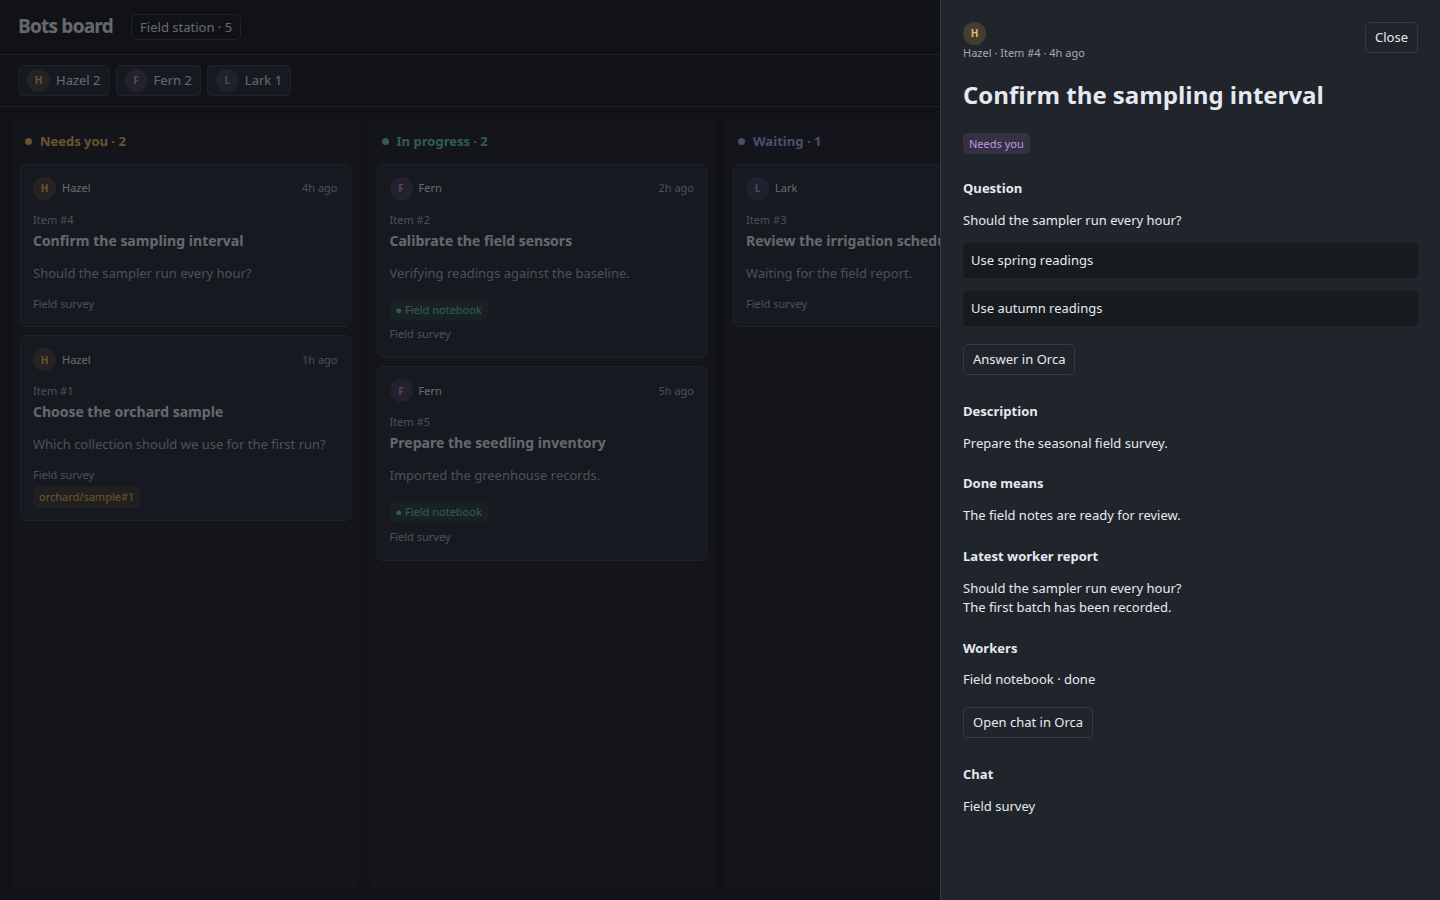 Bots board
Field station · 5
H Hazel 2
F Fern 2
L Lark 1
Needs you · 2
H Hazel 4h ago
Item #4
Confirm the sampling interval
Should the sampler run every hour?
Field survey
H Hazel 1h ago
Item #1
Choose the orchard sample
Which collection should we use for the first run?
Field survey
orchard/sample#1
In progress · 2
F Fern 2h ago
Item #2
Calibrate the field sensors
Verifying readings against the baseline.
Field notebook
Field survey
F Fern 5h ago
Item #5
Prepare the seedling inventory
Imported the greenhouse records.
Field notebook
Field survey
Waiting · 1
L Lark
Item #3
Review the irrigation sched
Waiting for the field report.
Field survey
H
Hazel · Item #4 · 4h ago
Close
Confirm the sampling interval
Needs you
Question
Should the sampler run every hour?
Use spring readings
Use autumn readings
Answer in Orca
Description
Prepare the seasonal field survey.
Done means
The field notes are ready for review.
Latest worker report
Should the sampler run every hour?
The first batch has been recorded.
Workers
Field notebook · done
Open chat in Orca
Chat
Field survey